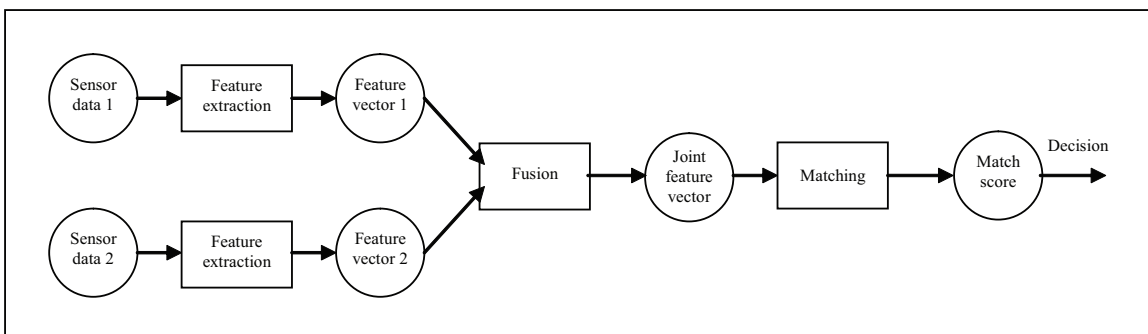 Sensor
data 1
Feature
extraction
Feature
vector 1
Sensor
data 2
Feature
extraction
Feature
vector 2
Fusion
Joint
feature
vector
Matching
Match
score
Decision